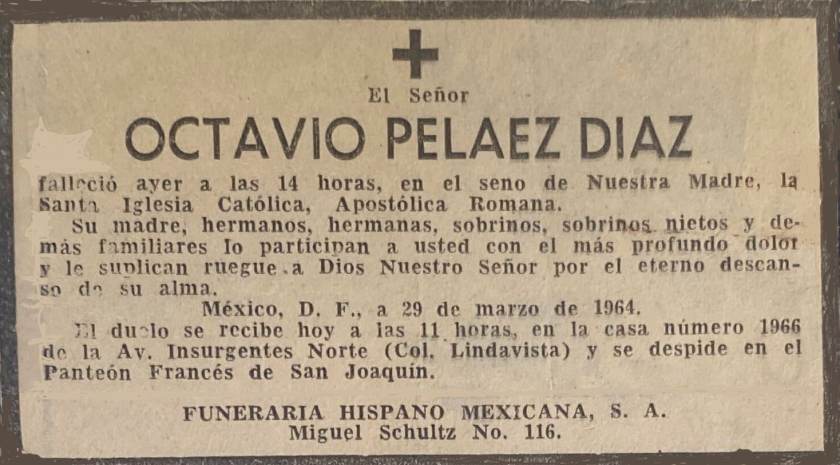 El Señor
OCTAVIO PELAEZ DIAZ
falleció ayer a las 14 horas, en el seno de Nuestra Madre, la
Santa Iglesia Católica, Apostólica Romana.
Su madre, hermanos, hermanas, sobrinos, sobrinos nietos y de-
más familiares lo participan a usted con el más profundo dolor
y le suplican ruegue a Dios Nuestro Señor por el eterno descan-
so de su alma.
México, D. F., a 29 de marzo de 1964.
El duelo se recibe hoy a las 11 horas, en la casa número 1966
de la Av. Insurgentes Norte (Col. Lindavista) y se despide en el
Panteón Francés de San Joaquín.
FUNERARIA HISPANO MEXICANA, S. A.
Miguel Schultz No. 116.